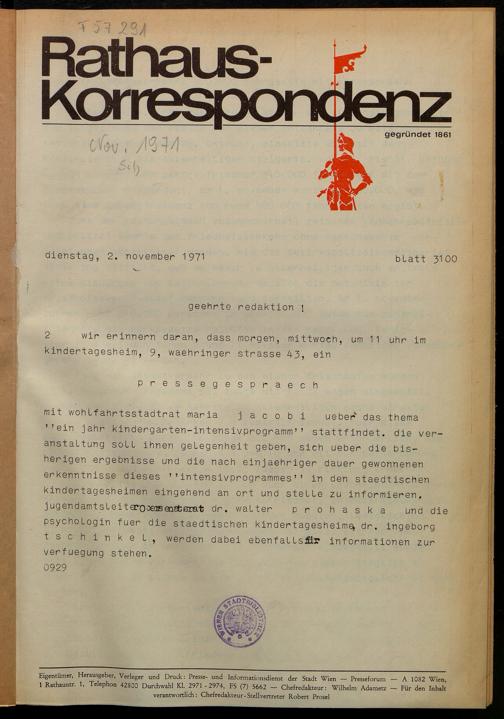 T 57 291
Rathaus-
Korrespondenz
gegründet 1861
Nov. 1971
dienstag, 2. november 1971 blatt 3100
geehrte redaktion !
2 wir erinnern daran, dass morgen, mittwoch, um 11 uhr im
kindertagesheim, 9, waehringer strasse 43, ein
p r e s s e g e s p r a e c h
mit wohlfahrtsstadtrat maria j a c o b i ueber das thema
''ein jahr kindergarten-intensivprogramm'' stattfindet. die ver-
anstaltung soll ihnen gelegenheit geben, sich ueber die bis-
herigen ergebnisse und die nach einjaehriger dauer gewonnenen
erkenntnisse dieses ''intensivprogrammes'' in den staedtischen
kindertagesheimen eingehend an ort und stelle zu informieren.
jugendamtsleiter dr. walter p r o h a s k a und die
psychologin fuer die staedtischen kindertagesheime, dr. ingeborg
t s c h i n k e l, werden dabei ebenfalls für informationen zur
verfuegung stehen.
0929
WIENER STADTBIBLIOTHEK
Eigentümer, Herausgeber, Verleger und Druck: Presse- und Informationsdienst der Stadt Wien — Presseforum — A 1082 Wien,
1 Rathausstr. 1, Telephon 42800 Durchwahl Kl. 2971 - 2974, FS (7) 5662 — Chefredakteur: Wilhelm Adametz — Für den Inhalt
verantwortlich: Chefredakteur-Stellvertreter Robert Prosel